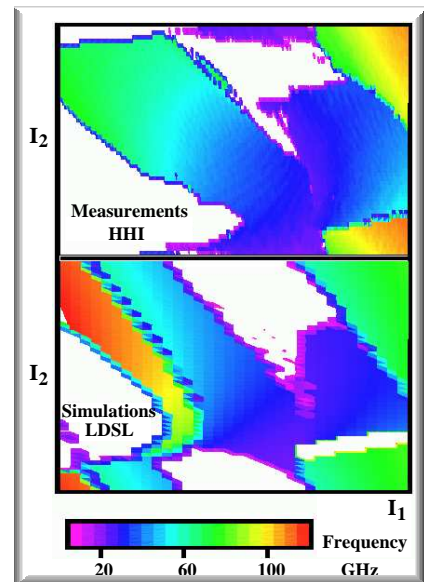 I2
Measurements
HHI
I2
Simulations
LDSL
I1
Frequency
20 60 100 GHz